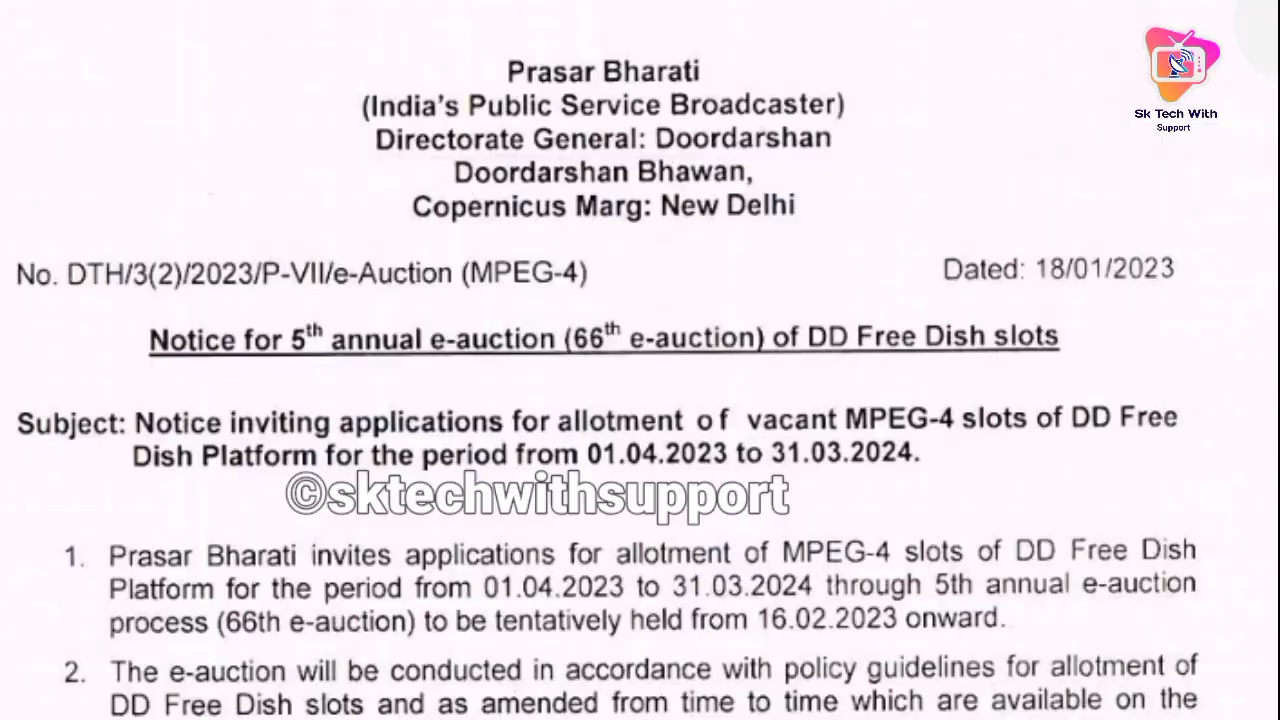 Prasar Bharati
(India's Public Service Broadcaster)
Directorate General: Doordarshan
Doordarshan Bhawan,
Copernicus Marg: New Delhi
Sk Tech With
Support
No. DTH/3(2)/2023/P-VII/e-Auction (MPEG-4) Dated: 18/01/2023
Notice for 5th annual e-auction (66th e-auction) of DD Free Dish slots
Subject: Notice inviting applications for allotment of vacant MPEG-4 slots of DD Free
Dish Platform for the period from 01.04.2023 to 31.03.2024.
©sktechwithsupport
1. Prasar Bharati invites applications for allotment of MPEG-4 slots of DD Free Dish
Platform for the period from 01.04.2023 to 31.03.2024 through 5th annual e-auction
process (66th e-auction) to be tentatively held from 16.02.2023 onward.
2. The e-auction will be conducted in accordance with policy guidelines for allotment of
DD Free Dish slots and as amended from time to time which are available on the